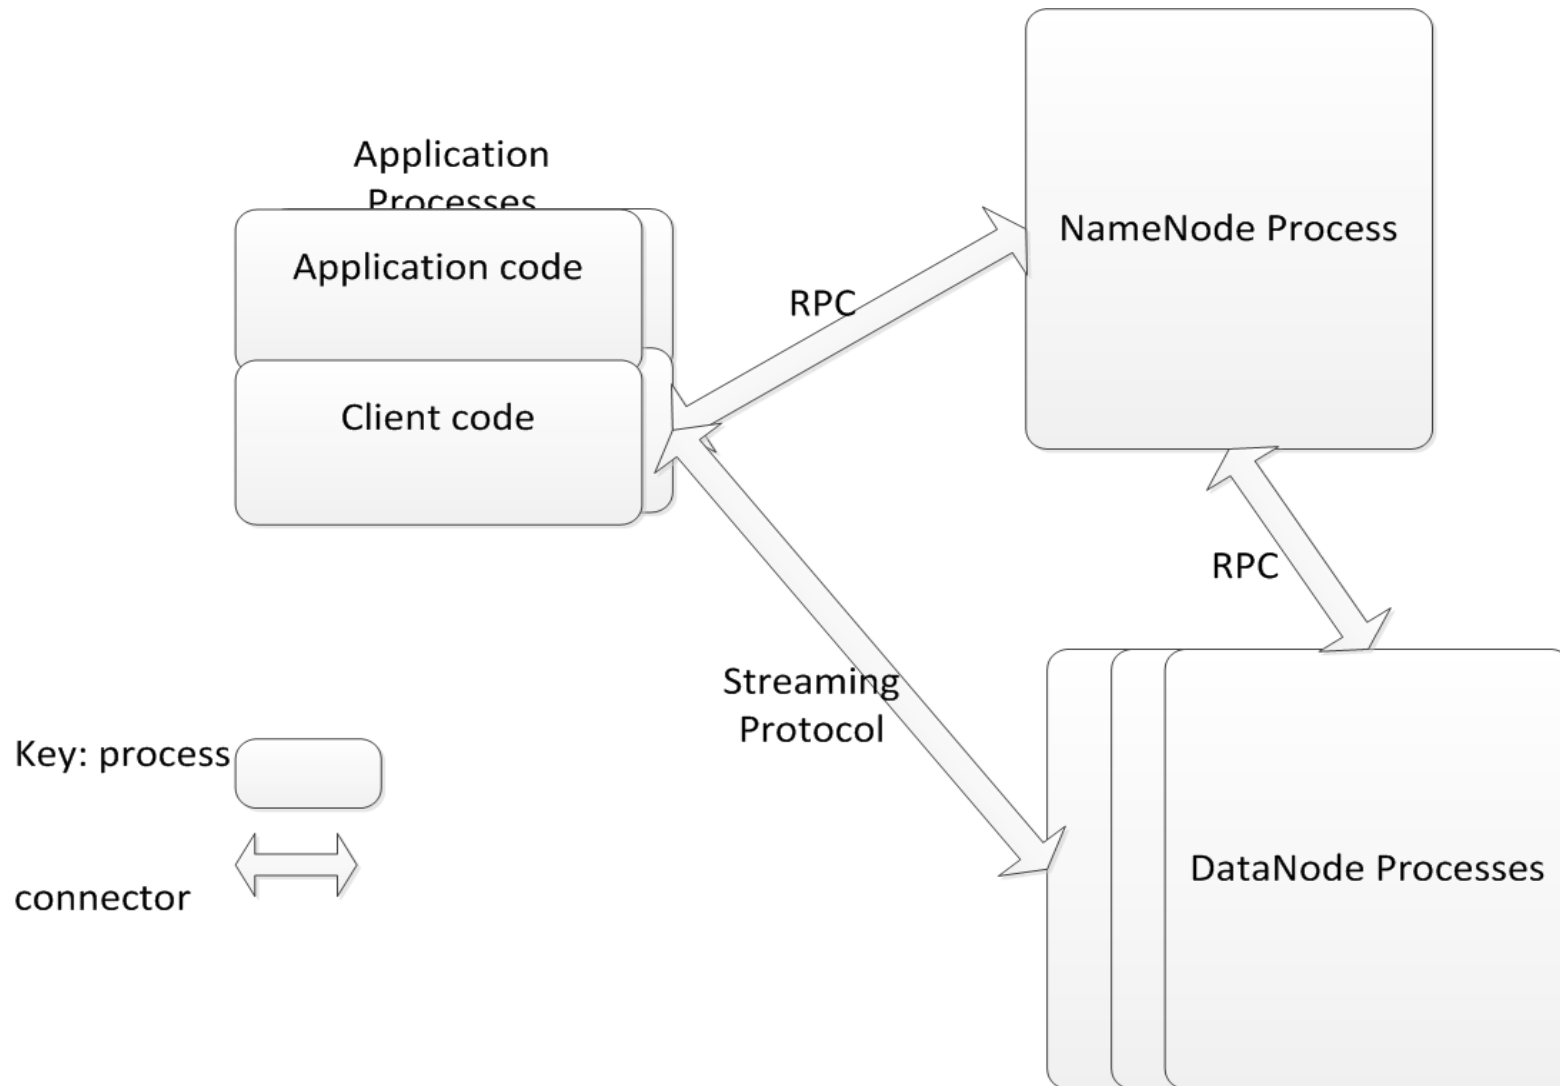 Application
Processes
Application code
Client code
RPC
NameNode Process
RPC
Streaming
Protocol
DataNode Processes
Key: process
connector